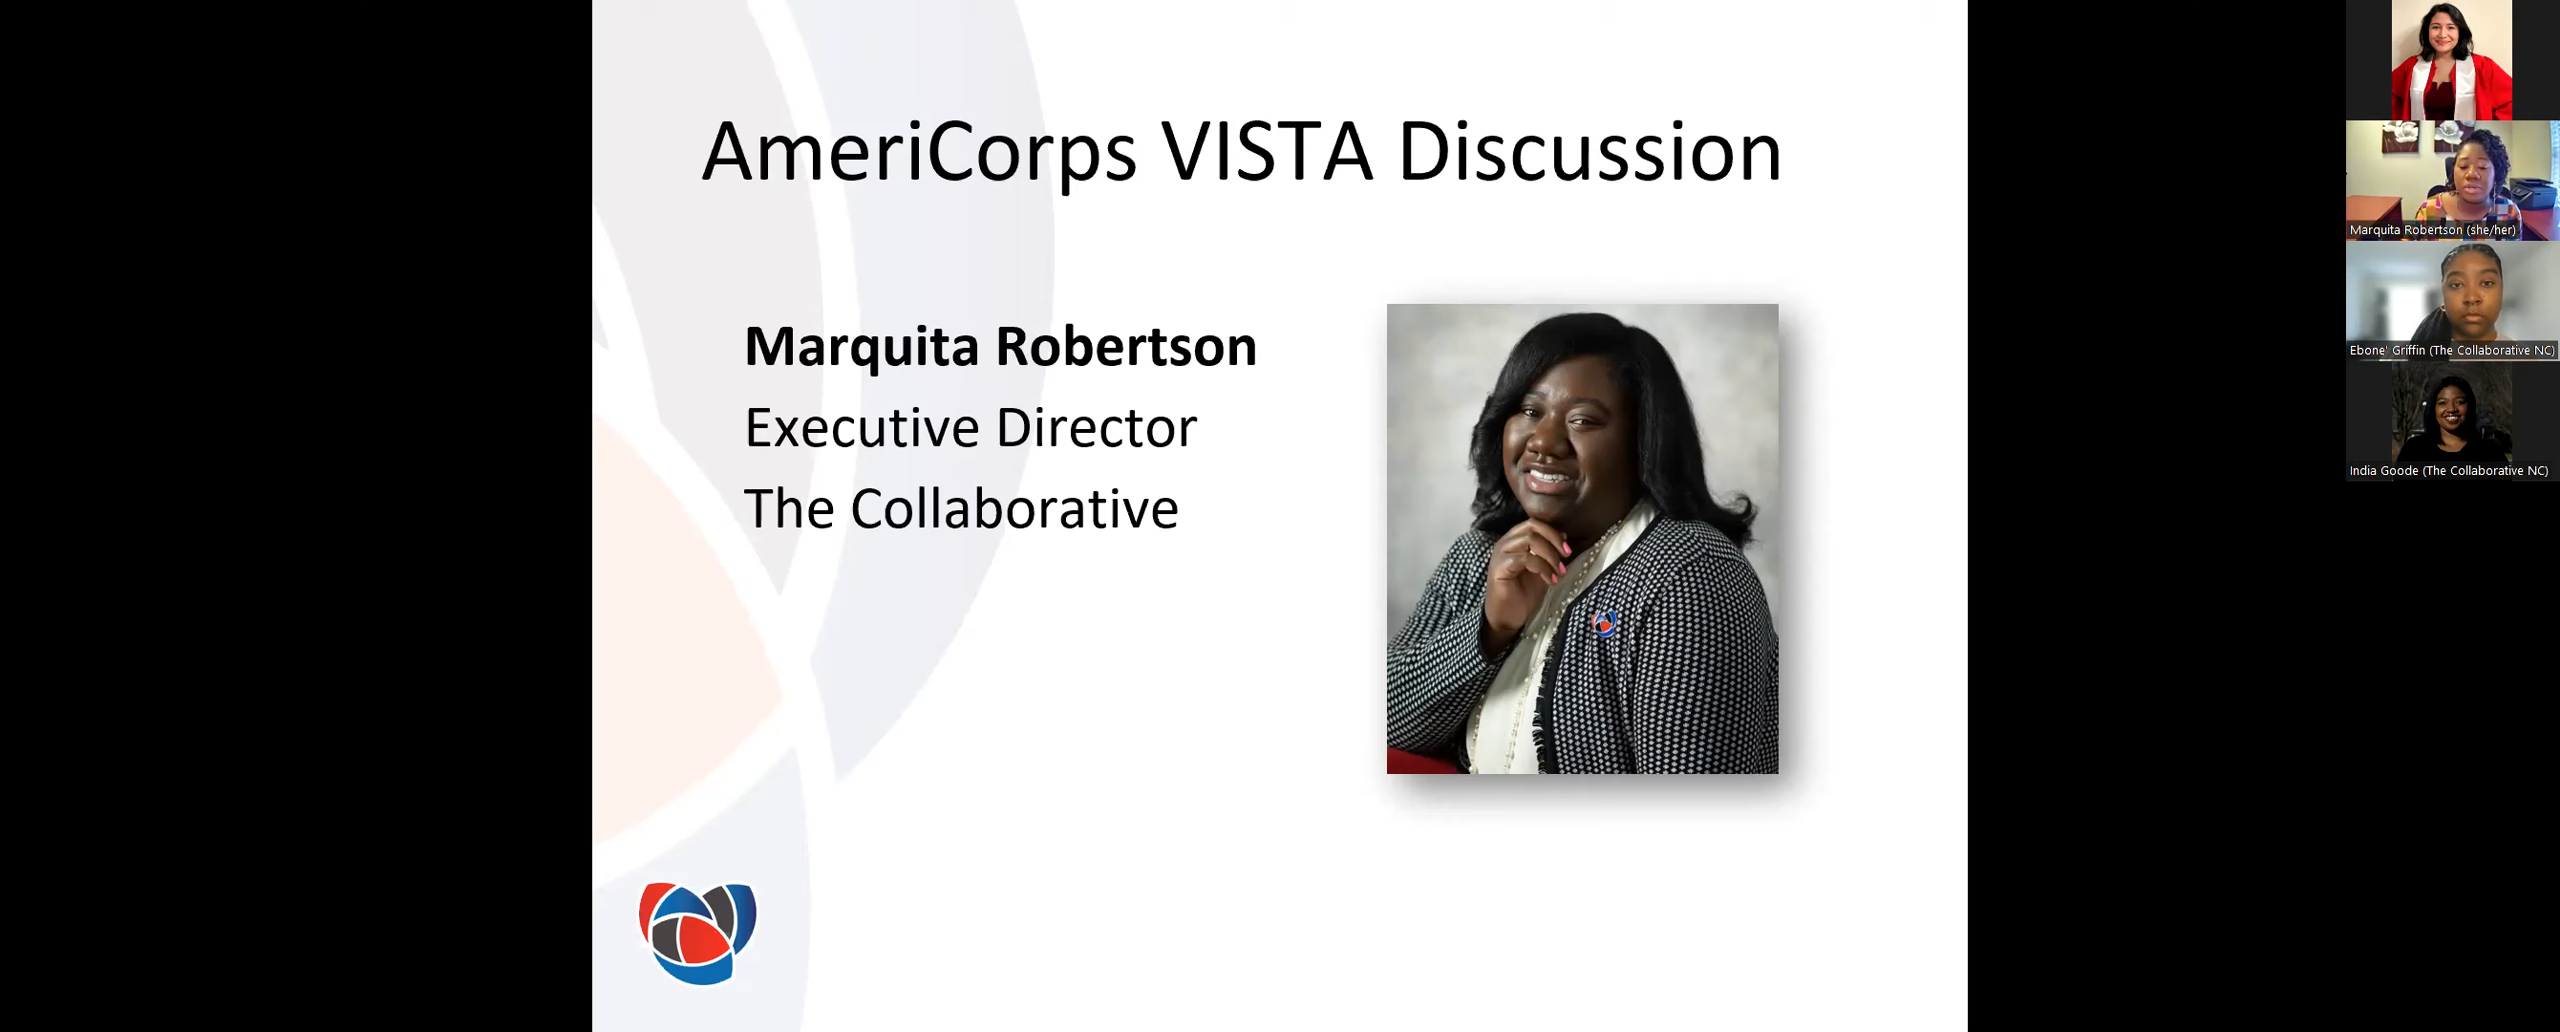 AmeriCorps VISTA Discussion
Marquita Robertson
Executive Director
The Collaborative
Marquita Robertson (she/her)
Ebone' Griffin (The Collaborative NC)
India Goode (The Collaborative NC)